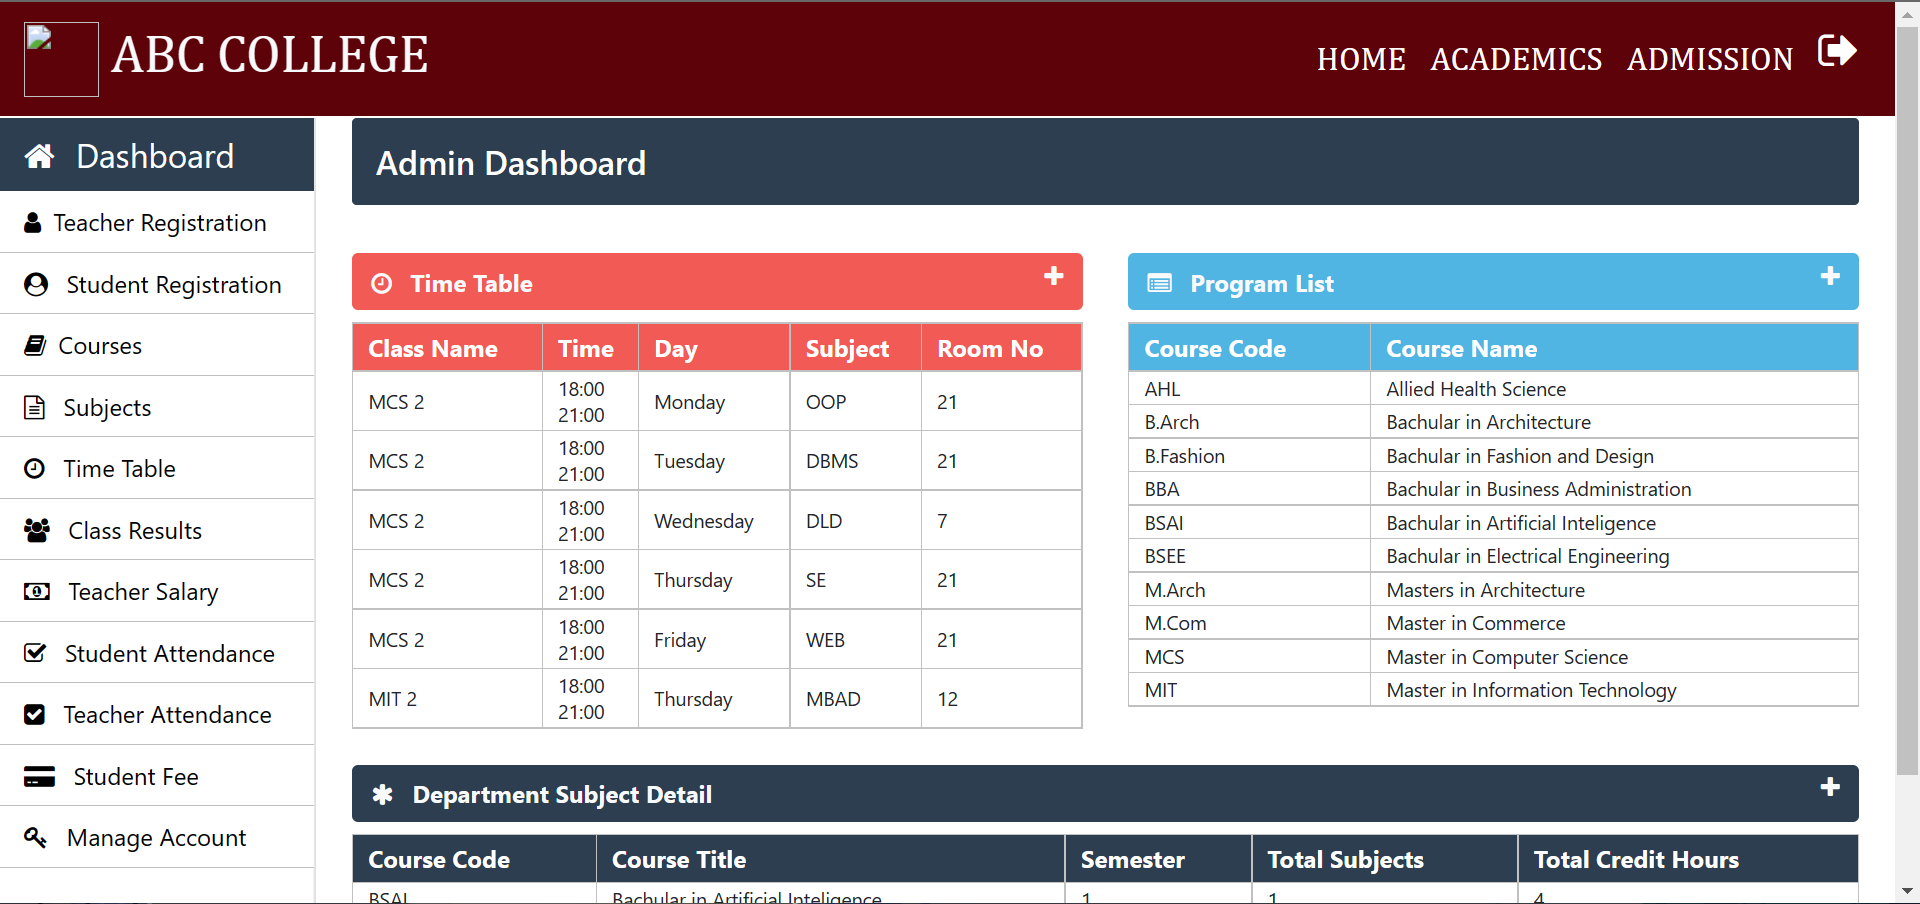 ABC COLLEGE
HOME ACADEMICS ADMISSION
Dashboard
Teacher Registration
Student Registration
Courses
Subjects
Time Table
Class Results
Teacher Salary
Student Attendance
Teacher Attendance
Student Fee
Manage Account
Admin Dashboard
Time Table
Class Name Time Day Subject Room No
MCS 2 18:00 21:00 Monday OOP 21
MCS 2 18:00 21:00 Tuesday DBMS 21
MCS 2 18:00 21:00 Wednesday DLD 7
MCS 2 18:00 21:00 Thursday SE 21
MCS 2 18:00 21:00 Friday WEB 21
MIT 2 18:00 21:00 Thursday MBAD 12
Program List
Course Code Course Name
AHL Allied Health Science
B.Arch Bachular in Architecture
B.Fashion Bachular in Fashion and Design
BBA Bachular in Business Administration
BSAI Bachular in Artificial Inteligence
BSEE Bachular in Electrical Engineering
M.Arch Masters in Architecture
M.Com Master in Commerce
MCS Master in Computer Science
MIT Master in Information Technology
Department Subject Detail
Course Code Course Title Semester Total Subjects Total Credit Hours
BSAI Bachular in Artificial Inteligence 1 1 4